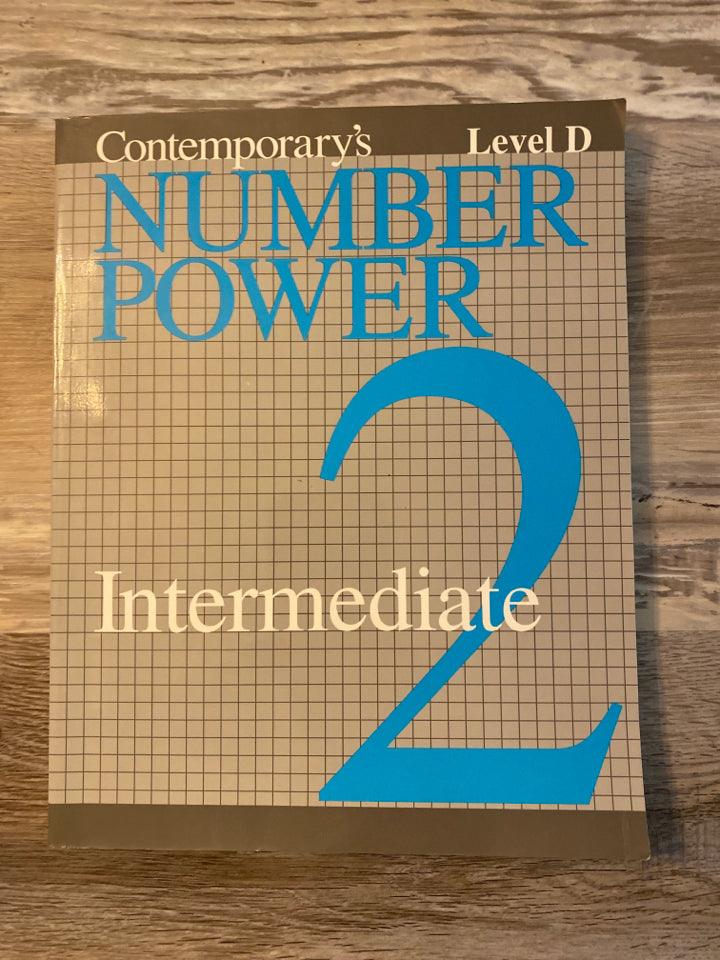 Contemporary's Level D
NUMBER
POWER
2
Intermediate